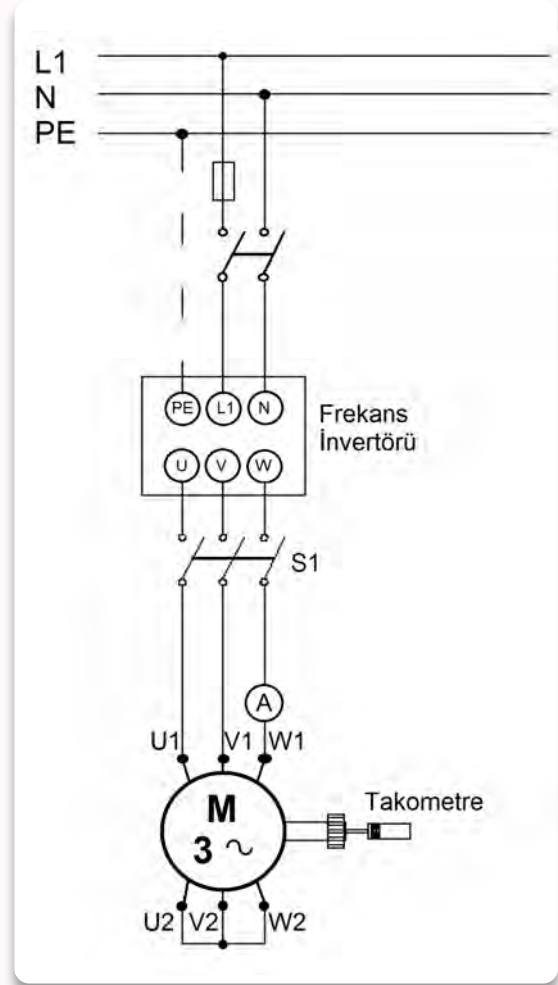 L1
N
PE
PE L1 N
Frekans
İnvertörü
U V W
S1
A
U1 V1 W1
M
3 ~
Takometre
U2 V2 W2